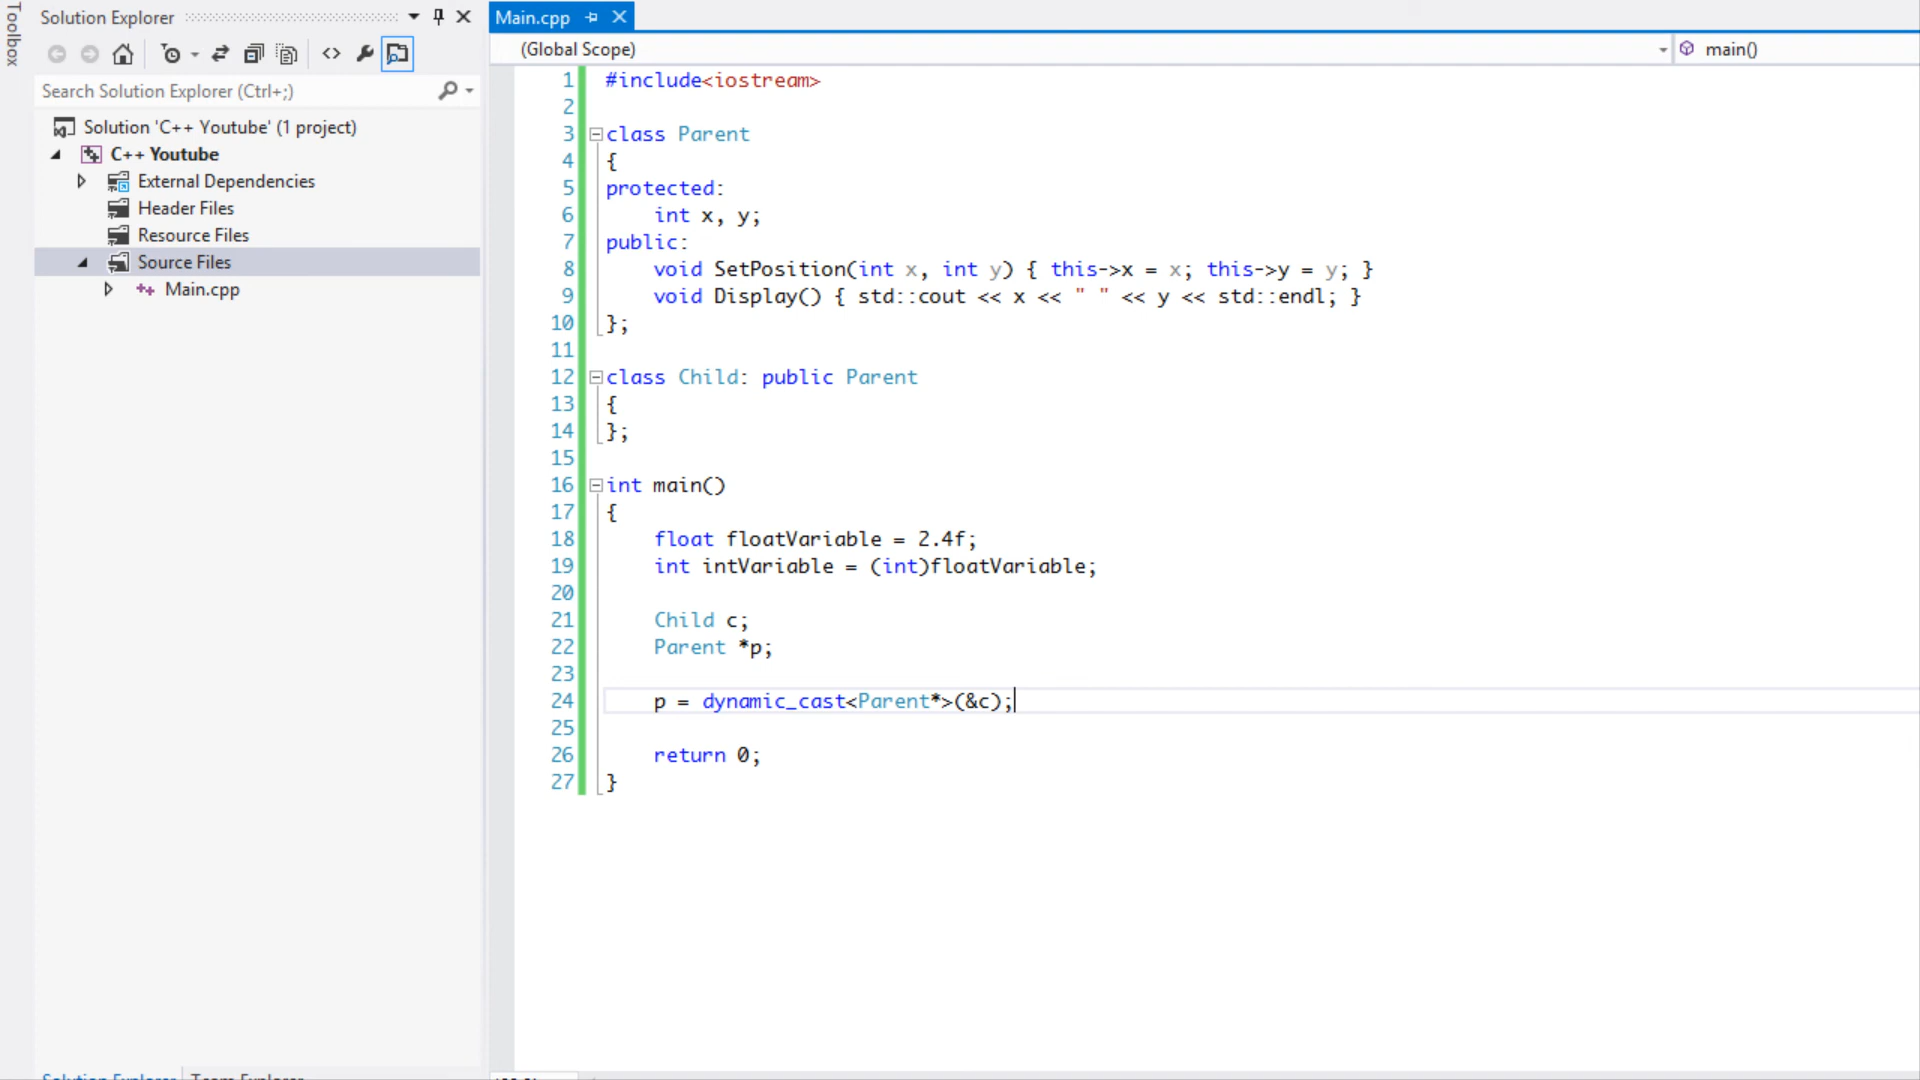 Toolbox
Solution Explorer
Search Solution Explorer (Ctrl+;)
Solution 'C++ Youtube' (1 project)
C++ Youtube
External Dependencies
Header Files
Resource Files
Source Files
Main.cpp
Solution Explorer
Team Explorer
Main.cpp
(Global Scope)
main()
1 #include<iostream>
2
3 class Parent
4 {
5 protected:
6 int x, y;
7 public:
8 void SetPosition(int x, int y) { this->x = x; this->y = y; }
9 void Display() { std::cout << x << " " << y << std::endl; }
10 };
11
12 class Child: public Parent
13 {
14 };
15
16 int main()
17 {
18 float floatVariable = 2.4f;
19 int intVariable = (int)floatVariable;
20
21 Child c;
22 Parent *p;
23
24 p = dynamic_cast<Parent*>(&c);
25
26 return 0;
27 }